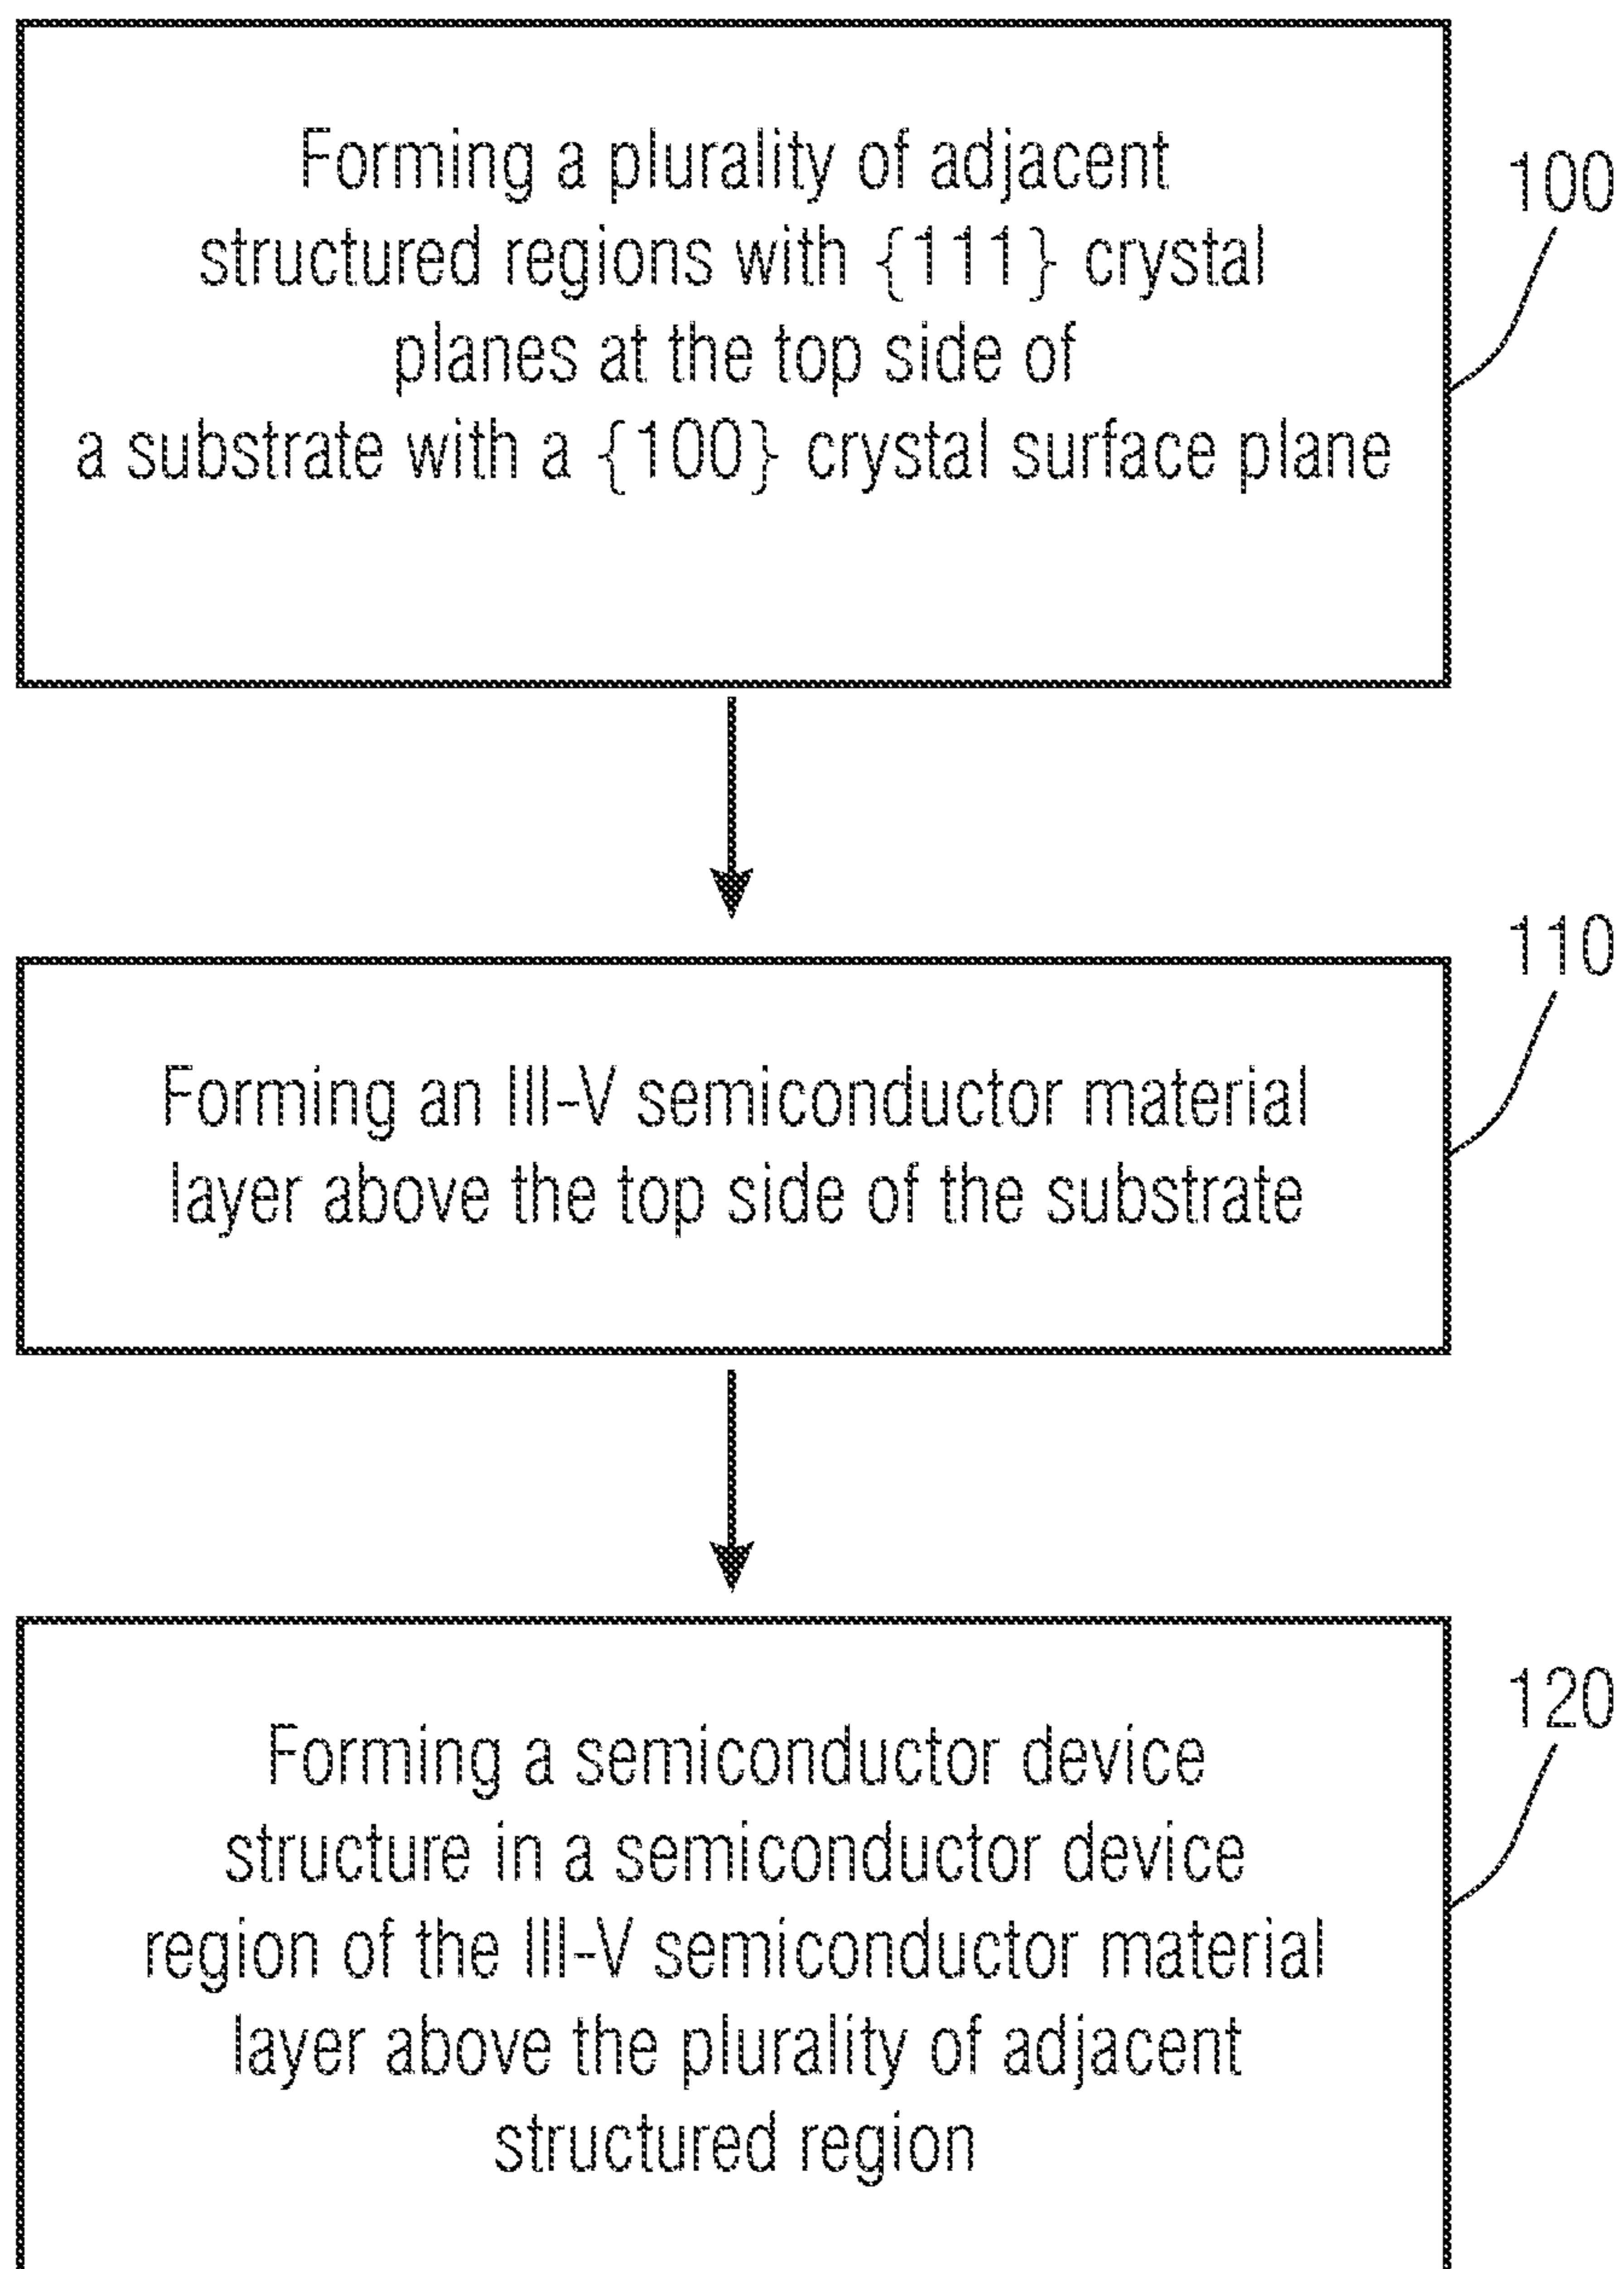 Forming a plurality of adjacent
structured regions with {111} crystal
planes at the top side of
a substrate with a {100} crystal surface plane
100
Forming an III-V semiconductor material
layer above the top side of the substrate
110
Forming a semiconductor device
structure in a semiconductor device
region of the III-V semiconductor material
layer above the plurality of adjacent
structured region
120